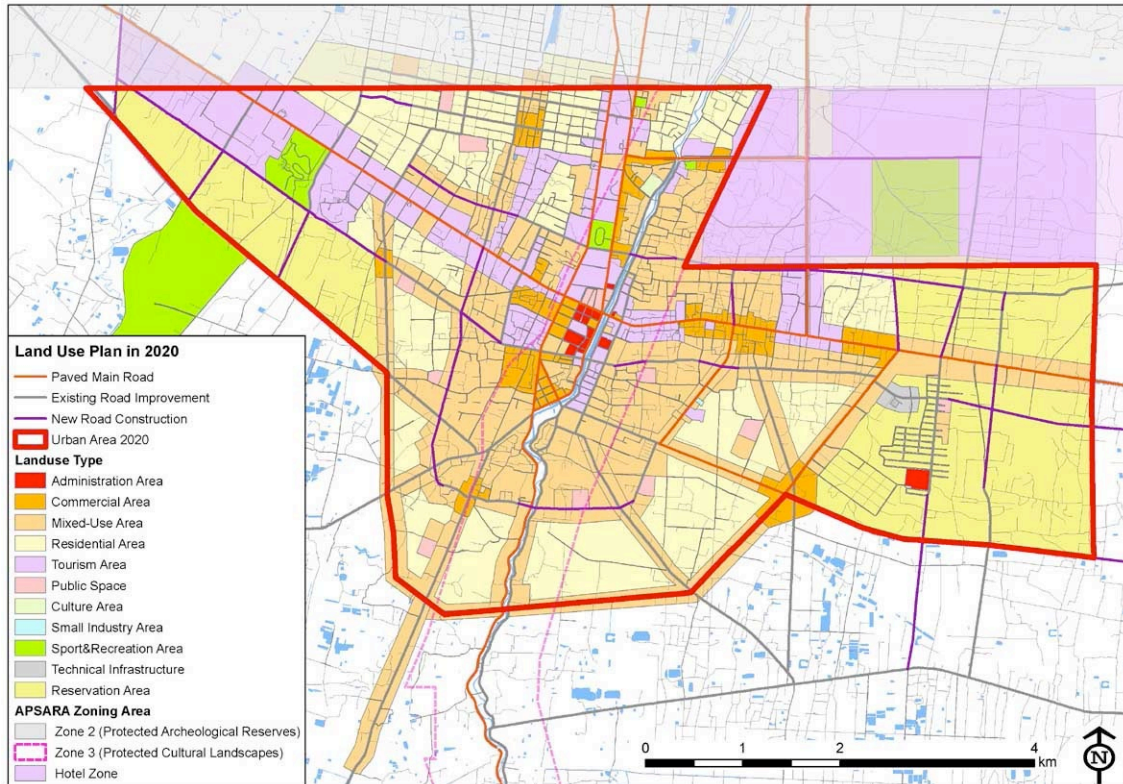 Land Use Plan in 2020
Paved Main Road
Existing Road Improvement
New Road Construction
Urban Area 2020
Landuse Type
Administration Area
Commercial Area
Mixed-Use Area
Residential Area
Tourism Area
Public Space
Culture Area
Small Industry Area
Sport&Recreation Area
Technical Infrastructure
Reservation Area
APSARA Zoning Area
Zone 2 (Protected Archeological Reserves)
Zone 3 (Protected Cultural Landscapes)
Hotel Zone
0 1 2 4
km
N